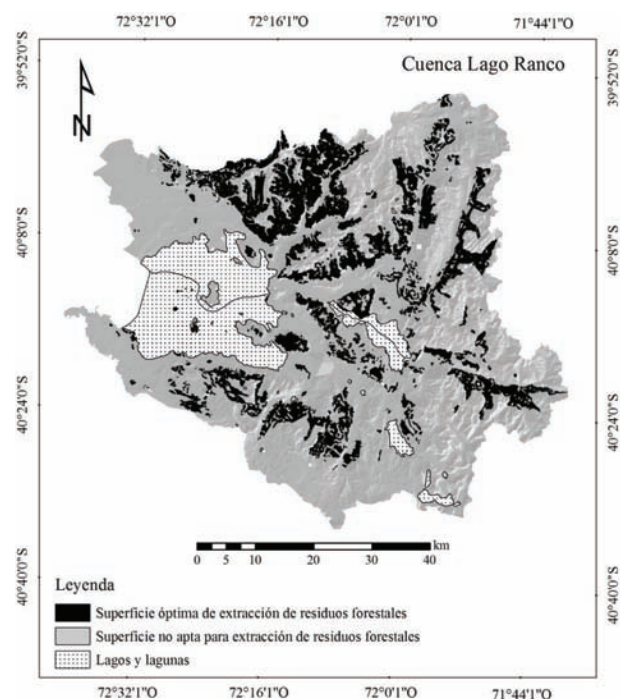 72°32'1"O 72°16'1"O 72°0'1"O 71°44'1"O
Cuenca Lago Ranco
N
39°52'0"S 39°52'0"S
40°8'0"S 40°8'0"S
40°24'0"S 40°24'0"S
40°40'0"S 40°40'0"S
km
0 5 10 20 30 40
Leyenda
Superficie óptima de extracción de residuos forestales
Superficie no apta para extracción de residuos forestales
Lagos y lagunas
72°32'1"O 72°16'1"O 72°0'1"O 71°44'1"O